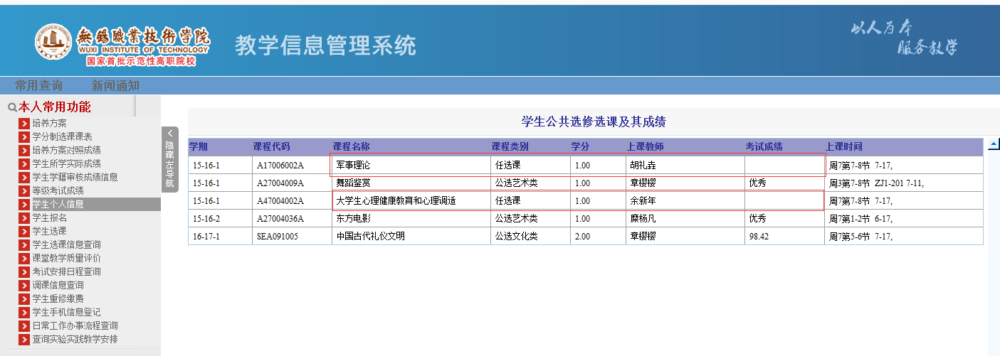 無錫職業技術學院
WUXI INSTITUTE OF TECHNOLOGY
国家首批示范性高职院校
教学信息管理系统
以人为本
服务教学
常用查询 新闻通知
本人常用功能
培养方案
学分制选课课表
培养方案对照成绩
学生所学实际成绩
学生学籍审核成绩信息
等级考试成绩
学生个人信息
学生报名
学生选课
学生选课信息查询
课堂教学质量评价
考试安排日程查询
调课信息查询
学生重修缴费
学生手机信息登记
日常工作办事流程查询
查询实验实践教学安排
隐藏左导航
学生公共选修选课及其成绩
学期 课程代码 课程名称 课程类别 学分 上课教师 考试成绩 上课时间
15-16-1 A17006002A 军事理论 任选课 1.00 胡礼垚 周7第7-8节 7-17,
15-16-1 A27004009A 舞蹈鉴赏 公选艺术类 1.00 章樱樱 优秀 周3第7-8节 ZJ1-201 7-11,
15-16-1 A47004002A 大学生心理健康教育和心理调适 任选课 1.00 余新年 周7第7-8节 7-17,
15-16-2 A27004036A 东方电影 公选艺术类 1.00 糜杨凡 优秀 周7第1-2节 6-17,
16-17-1 SEA091005 中国古代礼仪文明 公选文化类 2.00 章樱樱 98.42 周7第5-6节 7-17,